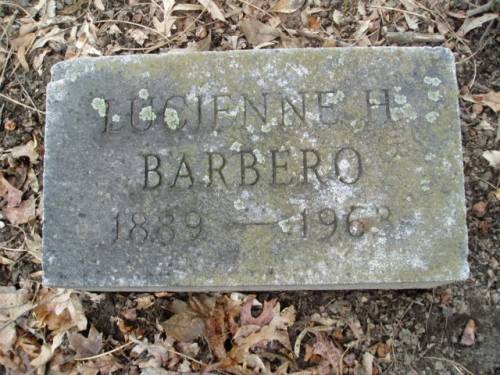 LUCIENNE H
BARBERO
1889 — 1963